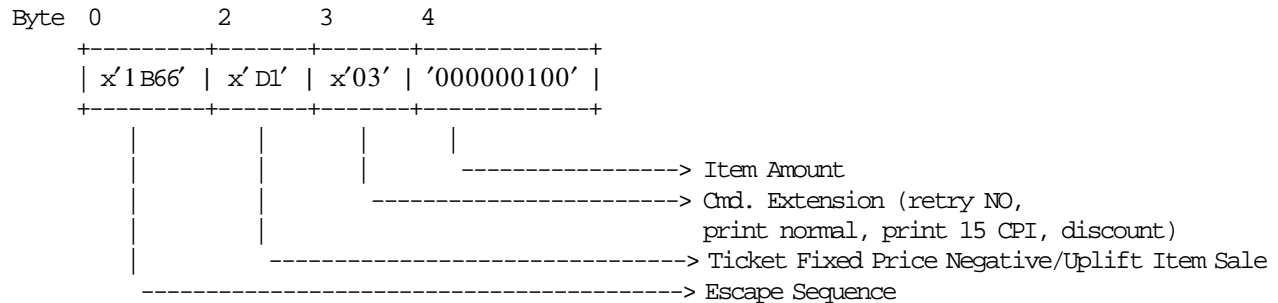 Byte 0 2 3 4
+---------+-------+-------+-------------+
| x′1B66′ | x′D1′ | x′03′ | ′000000100′ |
+---------+-------+-------+-------------+
| | | |
| | | -----------------> Item Amount
| | ------------------------> Cmd. Extension (retry NO,
| | print normal, print 15 CPI, discount)
| --------------------------------> Ticket Fixed Price Negative/Uplift Item Sale
------------------------------------------> Escape Sequence